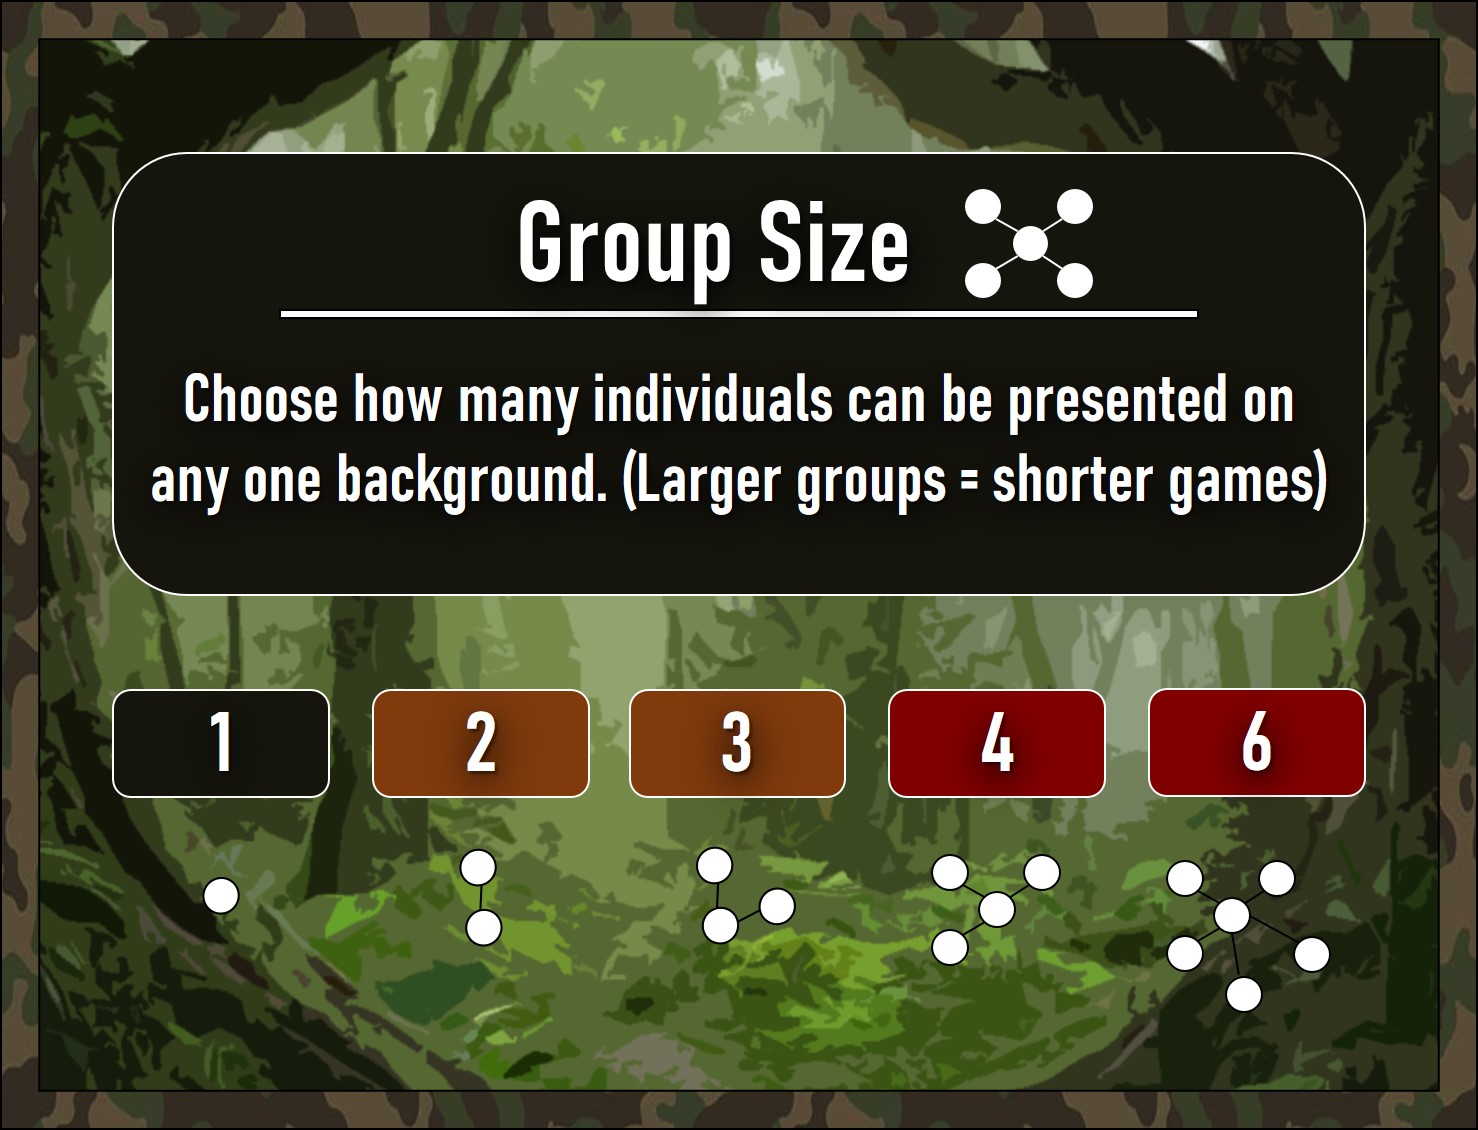 Group Size
Choose how many individuals can be presented on
any one background. (Larger groups = shorter games)
1 2 3 4 6